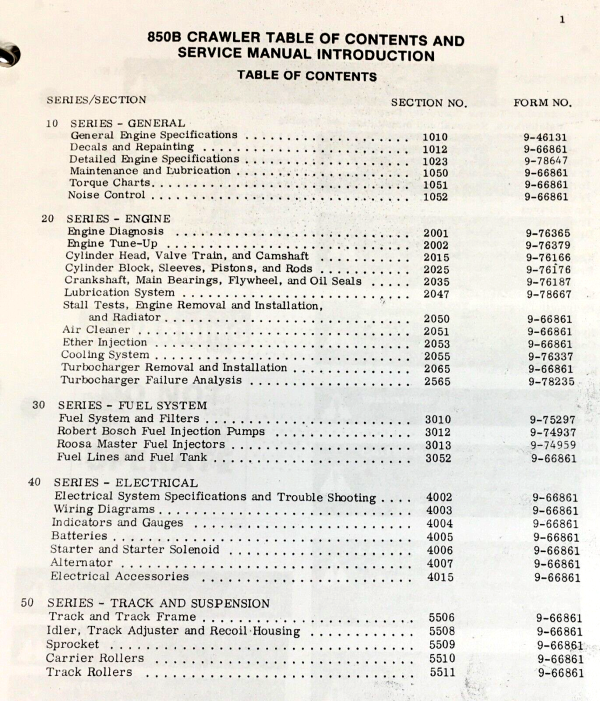 1
850B CRAWLER TABLE OF CONTENTS AND
SERVICE MANUAL INTRODUCTION
TABLE OF CONTENTS
SERIES/SECTION SECTION NO. FORM NO.
10 SERIES - GENERAL
General Engine Specifications . . . . . . . . . . . . . . . . . 1010 9-46131
Decals and Repainting . . . . . . . . . . . . . . . . . . . 1012 9-66861
Detailed Engine Specifications . . . . . . . . . . . . . . . . . 1023 9-78647
Maintenance and Lubrication . . . . . . . . . . . . . . . . . . 1050 9-66861
Torque Charts. . . . . . . . . . . . . . . . . . . . . . . . . . 1051 9-66861
Noise Control . . . . . . . . . . . . . . . . . . . . . . . . . 1052 9-66861
20 SERIES - ENGINE
Engine Diagnosis . . . . . . . . . . . . . . . . . . . . . . . 2001 9-76365
Engine Tune-Up . . . . . . . . . . . . . . . . . . . . . . . . 2002 9-76379
Cylinder Head, Valve Train, and Camshaft . . . . . . . . . . . 2015 9-76166
Cylinder Block, Sleeves, Pistons, and Rods . . . . . . . . . . 2025 9-76176
Crankshaft, Main Bearings, Flywheel, and Oil Seals . . . . . 2035 9-76187
Lubrication System . . . . . . . . . . . . . . . . . . . . . . 2047 9-78667
Stall Tests, Engine Removal and Installation,
and Radiator . . . . . . . . . . . . . . . . . . . . . . . 2050 9-66861
Air Cleaner . . . . . . . . . . . . . . . . . . . . . . . . . . 2051 9-66861
Ether Injection . . . . . . . . . . . . . . . . . . . . . . . . 2053 9-66861
Cooling System . . . . . . . . . . . . . . . . . . . . . . . . 2055 9-76337
Turbocharger Removal and Installation . . . . . . . . . . . . 2065 9-66861
Turbocharger Failure Analysis . . . . . . . . . . . . . . . . 2565 9-78235
30 SERIES - FUEL SYSTEM
Fuel System and Filters . . . . . . . . . . . . . . . . . . . 3010 9-75297
Robert Bosch Fuel Injection Pumps . . . . . . . . . . . . . . 3012 9-74937
Roosa Master Fuel Injectors . . . . . . . . . . . . . . . . . 3013 9-74959
Fuel Lines and Fuel Tank . . . . . . . . . . . . . . . . . . . 3052 9-66861
40 SERIES - ELECTRICAL
Electrical System Specifications and Trouble Shooting . . . . 4002 9-66861
Wiring Diagrams . . . . . . . . . . . . . . . . . . . . . . . 4003 9-66861
Indicators and Gauges . . . . . . . . . . . . . . . . . . . . 4004 9-66861
Batteries . . . . . . . . . . . . . . . . . . . . . . . . . . 4005 9-66861
Starter and Starter Solenoid . . . . . . . . . . . . . . . . 4006 9-66861
Alternator . . . . . . . . . . . . . . . . . . . . . . . . . 4007 9-66861
Electrical Accessories . . . . . . . . . . . . . . . . . . . 4015 9-66861
50 SERIES - TRACK AND SUSPENSION
Track and Track Frame . . . . . . . . . . . . . . . . . . . . 5506 9-66861
Idler, Track Adjuster and Recoil Housing . . . . . . . . . . . 5508 9-66861
Sprocket . . . . . . . . . . . . . . . . . . . . . . . . . . . 5509 9-66861
Carrier Rollers . . . . . . . . . . . . . . . . . . . . . . . 5510 9-66861
Track Rollers . . . . . . . . . . . . . . . . . . . . . . . . 5511 9-66861